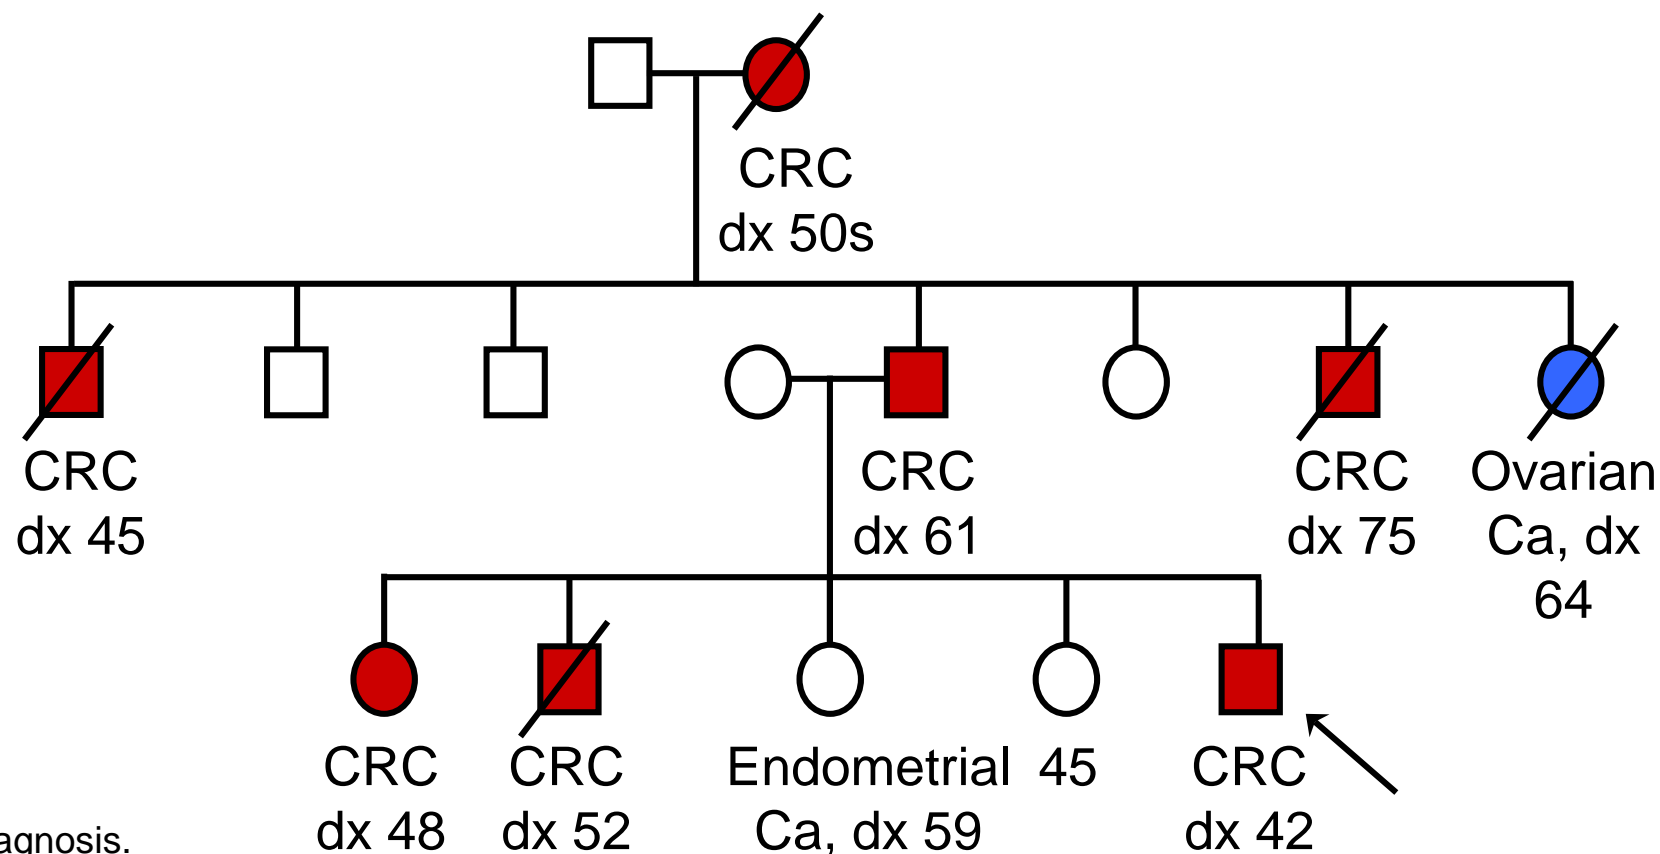 CRC
dx 50s
CRC
dx 45
CRC
dx 61
CRC
dx 75
Ovarian
Ca, dx
64
CRC
dx 48
CRC
dx 52
Endometrial
Ca, dx 59
45
CRC
dx 42
agnosis.